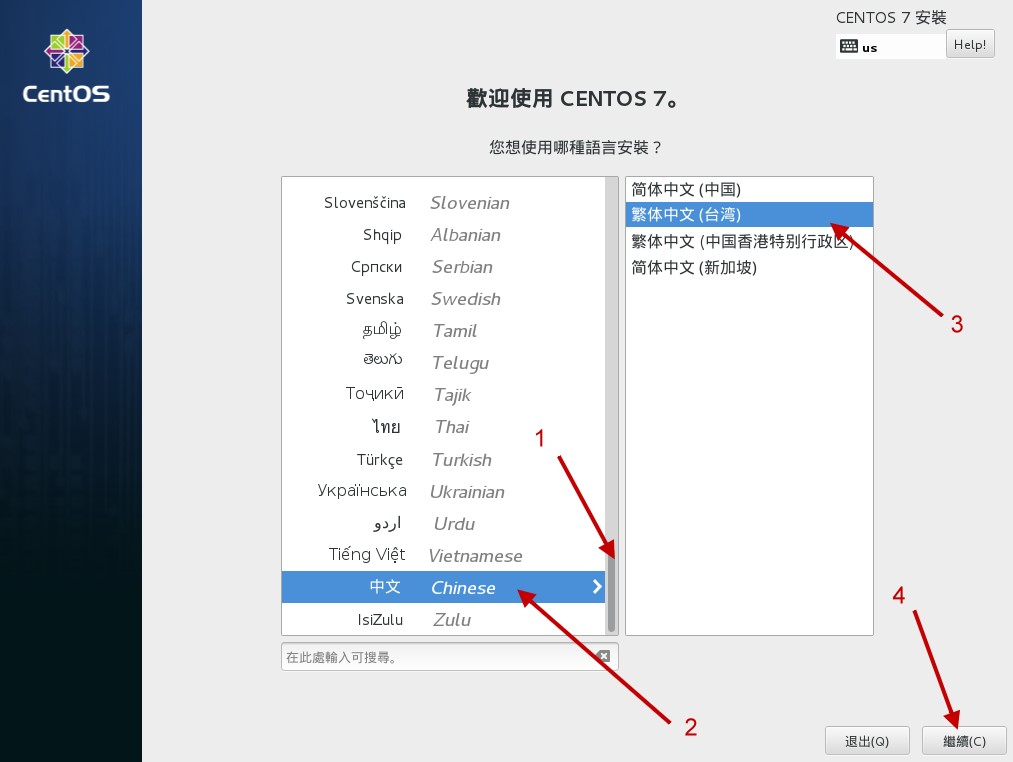 CentOS
CENTOS 7 安裝
us
Help!
歡迎使用 CENTOS 7。
您想使用哪種語言安裝？
Slovenščina Slovenian
Shqip Albanian
Српски Serbian
Svenska Swedish
தமிழ் Tamil
తెలుగు Telugu
Тоҷикӣ Tajik
ไทย Thai
Türkçe Turkish
Українська Ukrainian
اردو Urdu
Tiếng Việt Vietnamese
中文 Chinese
IsiZulu Zulu
在此處輸入可搜尋。
简体中文 (中国)
繁体中文 (台湾)
繁体中文 (中国香港特别行政区)
简体中文 (新加坡)
1
2
3
4
退出(Q)
繼續(C)